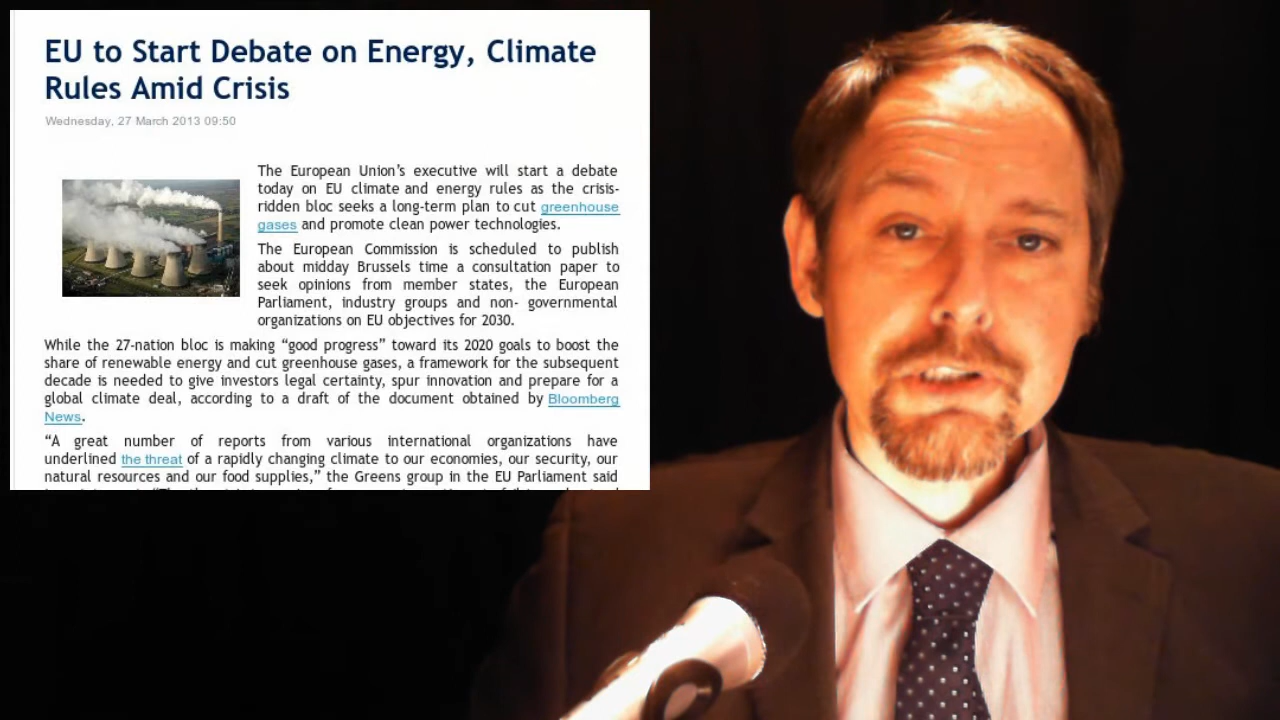 EU to Start Debate on Energy, Climate
Rules Amid Crisis
Wednesday, 27 March 2013 09:50
The European Union's executive will start a debate
today on EU climate and energy rules as the crisis-
ridden bloc seeks a long-term plan to cut greenhouse
gases and promote clean power technologies.
The European Commission is scheduled to publish
about midday Brussels time a consultation paper to
seek opinions from member states, the European
Parliament, industry groups and non- governmental
organizations on EU objectives for 2030.
While the 27-nation bloc is making “good progress” toward its 2020 goals to boost the
share of renewable energy and cut greenhouse gases, a framework for the subsequent
decade is needed to give investors legal certainty, spur innovation and prepare for a
global climate deal, according to a draft of the document obtained by Bloomberg
News.
“A great number of reports from various international organizations have
underlined the threat of a rapidly changing climate to our economies, our security, our
natural resources and our food supplies,” the Greens group in the EU Parliament said